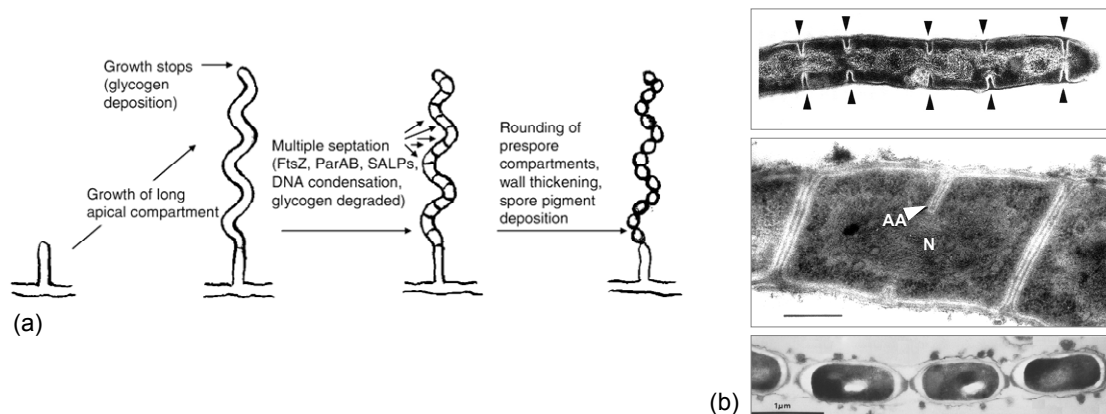 Growth stops
(glycogen
deposition)
Growth of long
apical compartment
Multiple septation
(FtsZ, ParAB, SALPs,
DNA condensation,
glycogen degraded)
Rounding of
prespore
compartments,
wall thickening,
spore pigment
deposition
(a)
AA
N
1µm
(b)